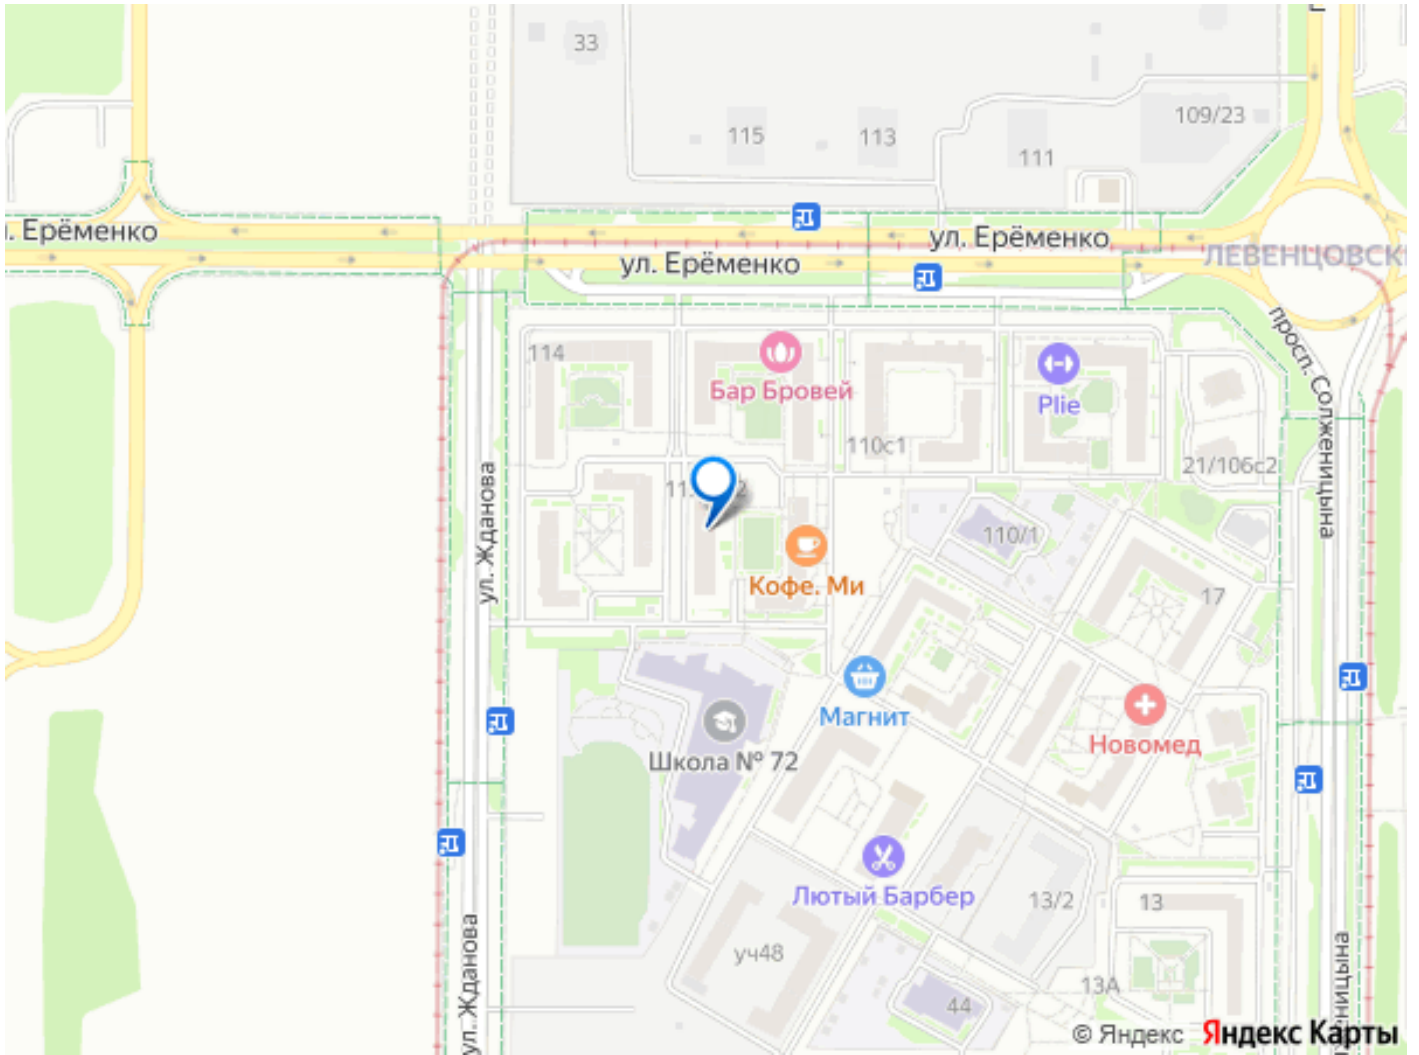 33
109/23
115
113
111
ул. Ерёменко
ул. Ерёменко
ул. Ерёменко
ЛЕВЕНЦОВСК
просп. Солженицына
114
Бар Бровей
Plie
110с1
21/106с2
ул. Жданова
110/1
Кофе. Ми
17
Магнит
Новомед
Школа № 72
Лютый Барбер
13/2
13
уч48
13А
44
ул. Жданова
© Яндекс Яндекс Карты